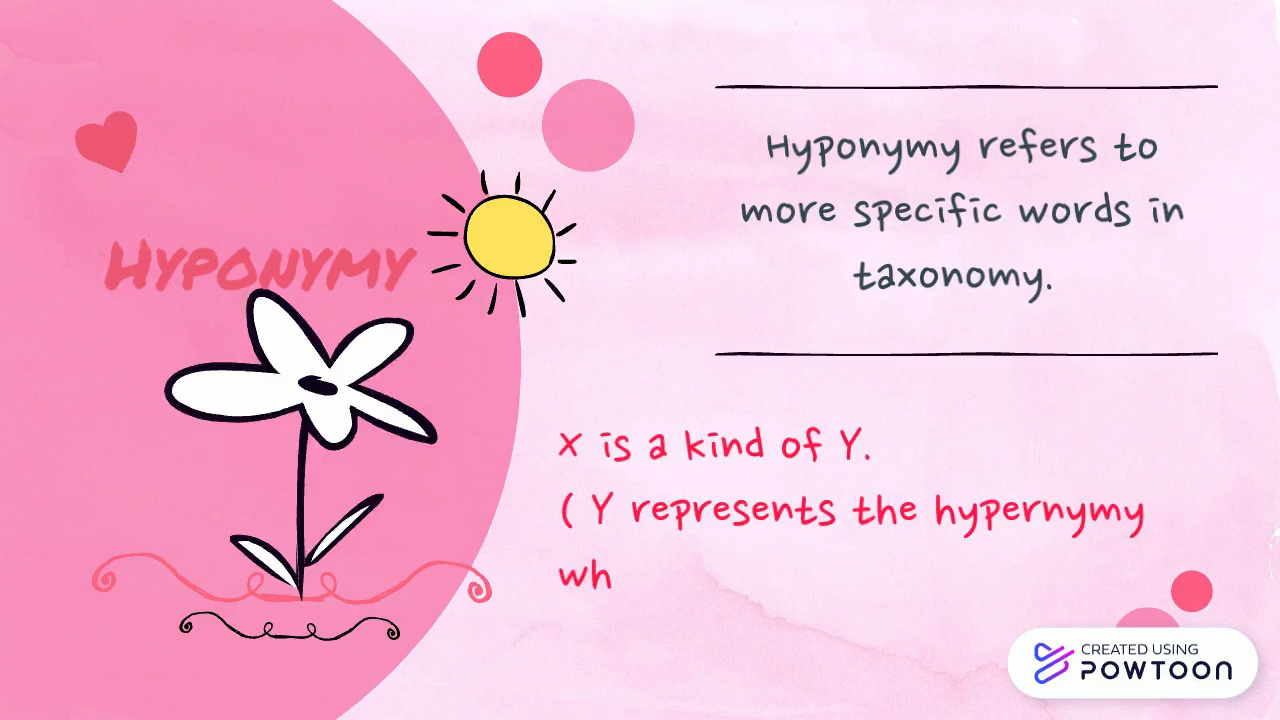 HYPONYMY
Hyponymy refers to
more specific words in
taxonomy.
X is a kind of Y.
( Y represents the hypernymy
wh
CREATED USING
POWTOON